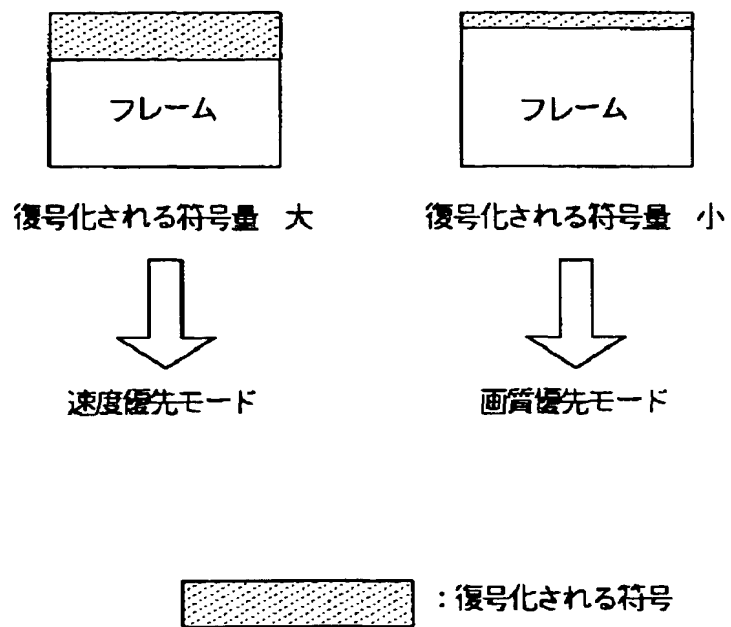 フレーム フレーム
復号化される符号量 大 復号化される符号量 小
速度優先モード 画質優先モード
：復号化される符号